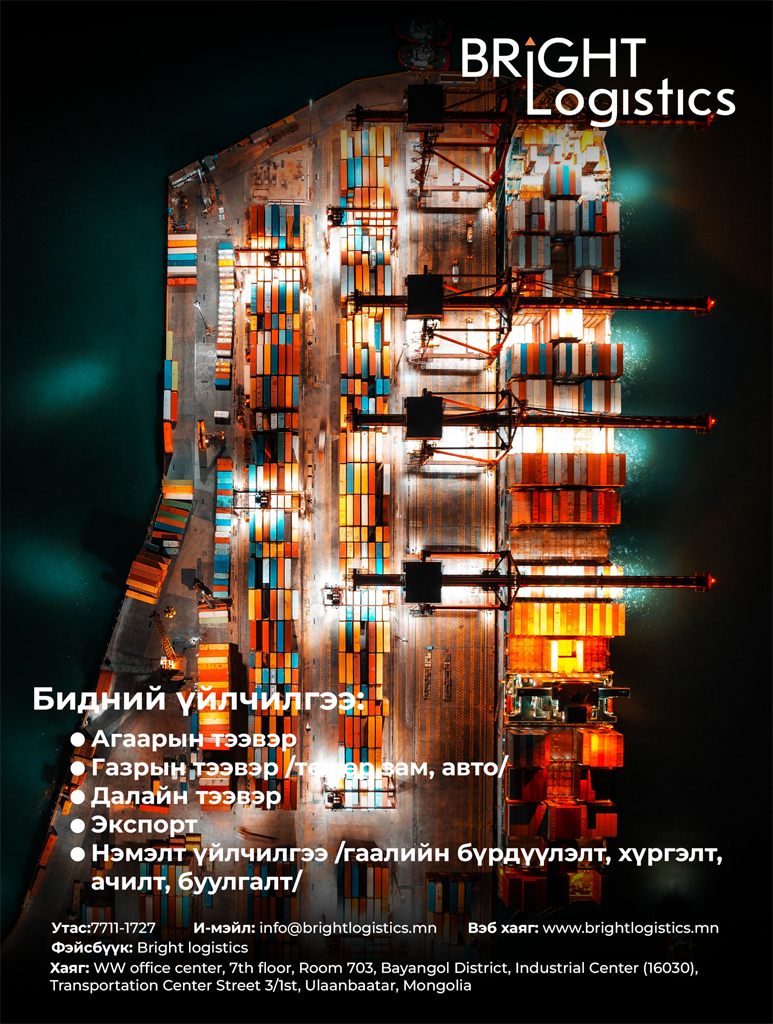 BRiGHT
Logistics
Бидний үйлчилгээ:
● Агаарын тээвэр
● Газрын тээвэр /төмөр зам, авто/
● Далайн тээвэр
● Экспорт
● Нэмэлт үйлчилгээ /гаалийн бүрдүүлэлт, хүргэлт,
ачилт, буулгалт/
Утас:7711-1727 И-мэйл: info@brightlogistics.mn Вэб хаяг: www.brightlogistics.mn
Фэйсбүүк: Bright logistics
Хаяг: WW office center, 7th floor, Room 703, Bayangol District, Industrial Center (16030),
Transportation Center Street 3/1st, Ulaanbaatar, Mongolia